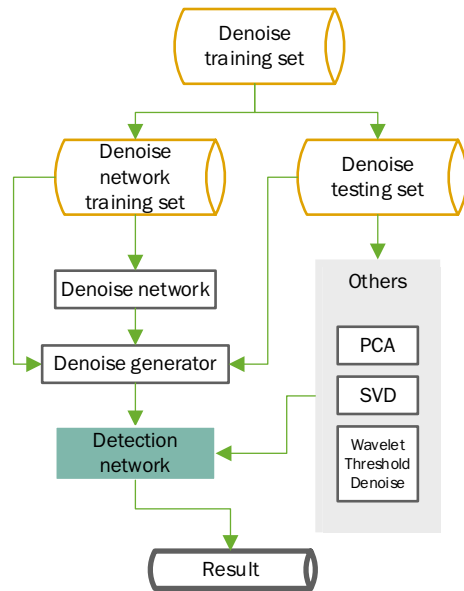 Denoise
training set
Denoise
network
training set
Denoise
testing set
Denoise network
Denoise generator
Detection
network
Others
PCA
SVD
Wavelet
Threshold
Denoise
Result